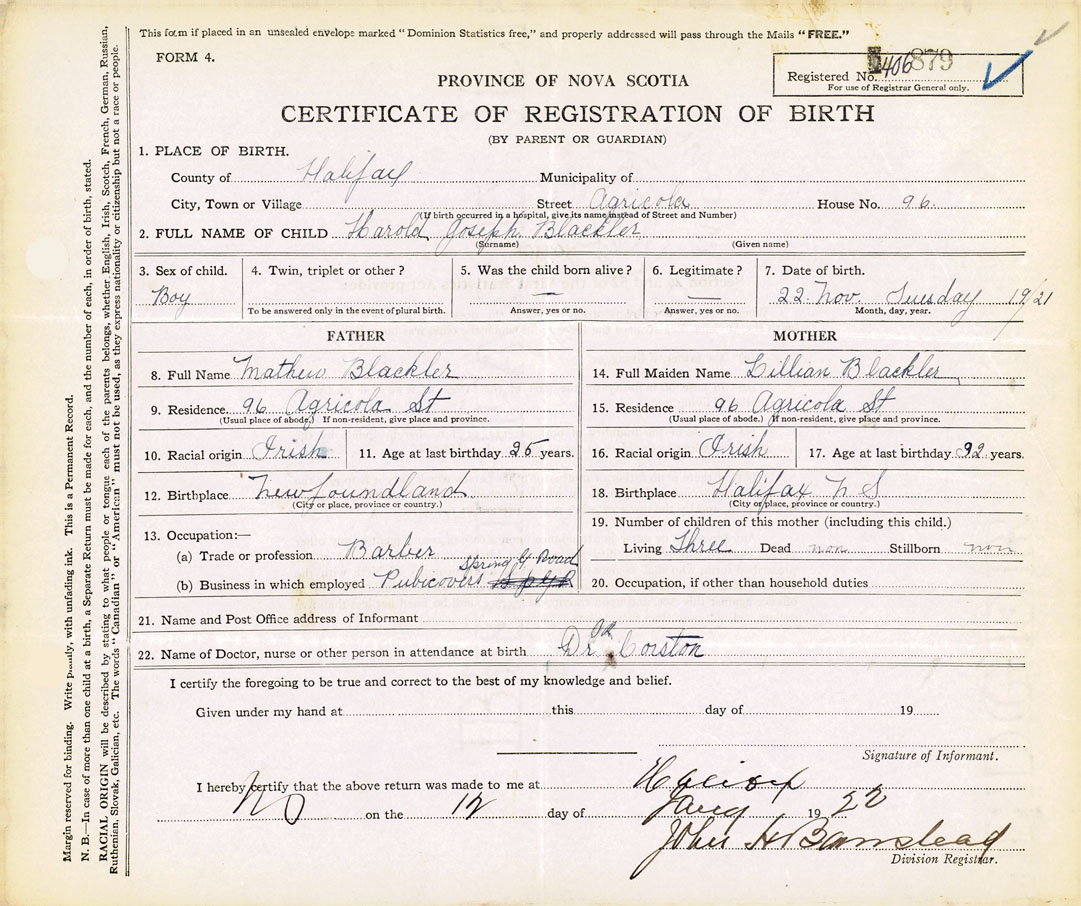 This form if placed in an unsealed envelope marked "Dominion Statistics free," and properly addressed will pass through the Mails "FREE."
FORM 4.
Registered No. 406 879
For use of Registrar General only.
PROVINCE OF NOVA SCOTIA
CERTIFICATE OF REGISTRATION OF BIRTH
(BY PARENT OR GUARDIAN)
1. PLACE OF BIRTH.
County of Halifax Municipality of
City, Town or Village Street Agricola House No. 96
(If birth occurred in a hospital, give its name instead of Street and Number)
2. FULL NAME OF CHILD Harold Joseph Blackler
(Surname) (Given name)
3. Sex of child. Boy
4. Twin, triplet or other?
To be answered only in the event of plural birth.
5. Was the child born alive? —
Answer, yes or no.
6. Legitimate? —
Answer, yes or no.
7. Date of birth.
22 Nov. Tuesday 19/21
Month, day, year.
FATHER
8. Full Name Mathew Blackler
9. Residence 96 Agricola St
(Usual place of abode.) If non-resident, give place and province.
10. Racial origin Irish 11. Age at last birthday 25 years.
12. Birthplace Newfoundland
(City or place, province or country.)
13. Occupation:—
(a) Trade or profession Barber
(b) Business in which employed Pubicovers Spring G Road
MOTHER
14. Full Maiden Name Lillian Blackler
15. Residence 96 Agricola St
(Usual place of abode.) If non-resident, give place and province.
16. Racial origin Irish 17. Age at last birthday years.
18. Birthplace Halifax N S
(City or place, province or country.)
19. Number of children of this mother (including this child.)
Living Three Dead non Stillborn non
20. Occupation, if other than household duties
21. Name and Post Office address of Informant
22. Name of Doctor, nurse or other person in attendance at birth Dr Corston
I certify the foregoing to be true and correct to the best of my knowledge and belief.
Given under my hand at this day of 19
Signature of Informant.
I hereby certify that the above return was made to me at Halifax
No on the 12 day of Jany 19 22
John H Barnstead
Division Registrar.
Margin reserved for binding. Write plainly, with unfading ink. This is a Permanent Record.
N. B.—In case of more than one child at a birth, a Separate Return must be made for each, and the number of each, in order of birth, stated.
RACIAL ORIGIN will be described by stating to what people or tongue each of the parents belongs, whether English, Irish, Scotch, French, German, Russian,
Ruthenian, Slovak, Galician, etc. The words "Canadian" or "American" must not be used, as they express nationality or citizenship but not a race or people.